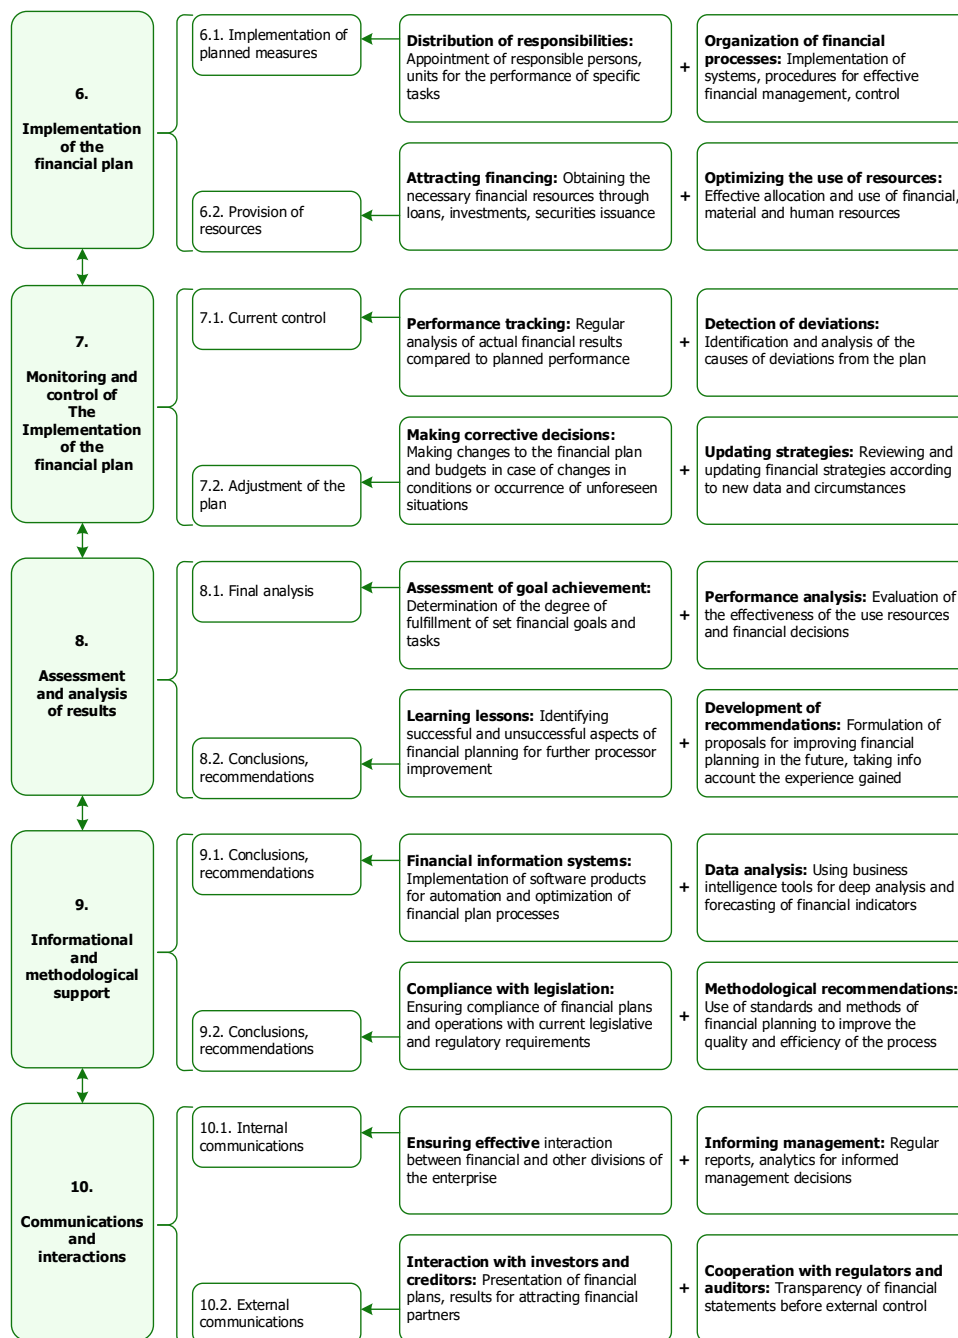 6.
Implementation
of the
financial plan
6.1. Implementation of
planned measures
Distribution of responsibilities:
Appointment of responsible persons,
units for the performance of specific
tasks
+
Organization of financial
processes: Implementation of
systems, procedures for effective
financial management, control
6.2. Provision of
resources
Attracting financing: Obtaining the
necessary financial resources through
loans, investments, securities issuance
+
Optimizing the use of resources:
Effective allocation and use of financial,
material and human resources
7.
Monitoring and
control of
The
Implementation
of the
financial plan
7.1. Current control
Performance tracking: Regular
analysis of actual financial results
compared to planned performance
+
Detection of deviations:
Identification and analysis of the
causes of deviations from the plan
7.2. Adjustment of the
plan
Making corrective decisions:
Making changes to the financial plan
and budgets in case of changes in
conditions or occurrence of unforeseen
situations
+
Updating strategies: Reviewing and
updating financial strategies according
to new data and circumstances
8.
Assessment
and analysis
of results
8.1. Final analysis
Assessment of goal achievement:
Determination of the degree of
fulfillment of set financial goals and
tasks
+
Performance analysis: Evaluation of
the effectiveness of the use resources
and financial decisions
8.2. Conclusions,
recommendations
Learning lessons: Identifying
successful and unsuccessful aspects of
financial planning for further processor
improvement
+
Development of
recommendations: Formulation of
proposals for improving financial
planning in the future, taking info
account the experience gained
9.
Informational
and
methodological
support
9.1. Conclusions,
recommendations
Financial information systems:
Implementation of software products
for automation and optimization of
financial plan processes
+
Data analysis: Using business
intelligence tools for deep analysis and
forecasting of financial indicators
9.2. Conclusions,
recommendations
Compliance with legislation:
Ensuring compliance of financial plans
and operations with current legislative
and regulatory requirements
+
Methodological recommendations:
Use of standards and methods of
financial planning to improve the
quality and efficiency of the process
10.
Communications
and
interactions
10.1. Internal
communications
Ensuring effective interaction
between financial and other divisions of
the enterprise
+
Informing management: Regular
reports, analytics for informed
management decisions
10.2. External
communications
Interaction with investors and
creditors: Presentation of financial
plans, results for attracting financial
partners
+
Cooperation with regulators and
auditors: Transparency of financial
statements before external control